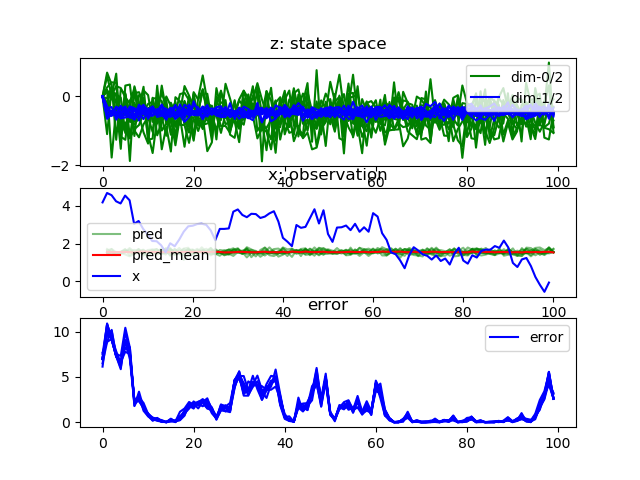 z: state space
0
−2
dim-0/2
dim-1/2
0 20 40 60 80 100
x: observation
4
2
0
pred
pred_mean
x
0 20 40 60 80 100
error
10
5
0
error
0 20 40 60 80 100